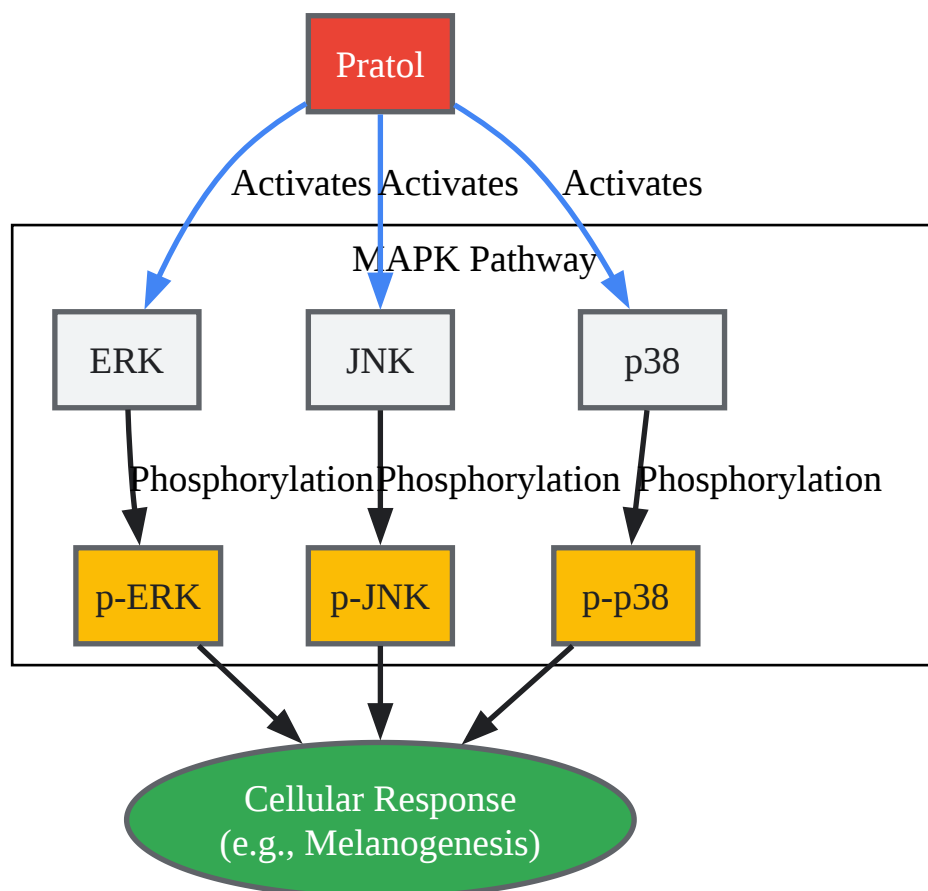 Pratol
Activates
Activates
Activates
MAPK Pathway
ERK
JNK
p38
Phosphorylation
Phosphorylation
Phosphorylation
p-ERK
p-JNK
p-p38
Cellular Response
(e.g., Melanogenesis)